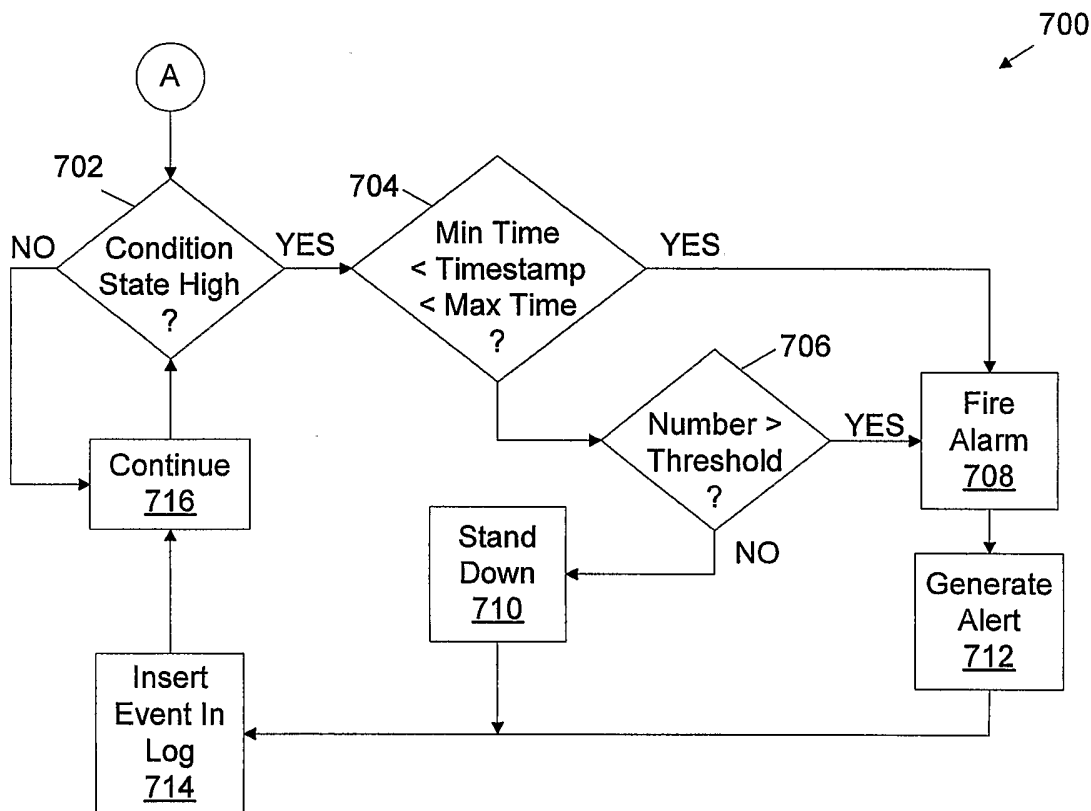 700
A
702
Condition
State High
?
NO
YES
704
Min Time
< Timestamp
< Max Time
?
YES
706
Number >
Threshold
?
YES
NO
Fire
Alarm
708
Continue
716
Stand
Down
710
Generate
Alert
712
Insert
Event In
Log
714